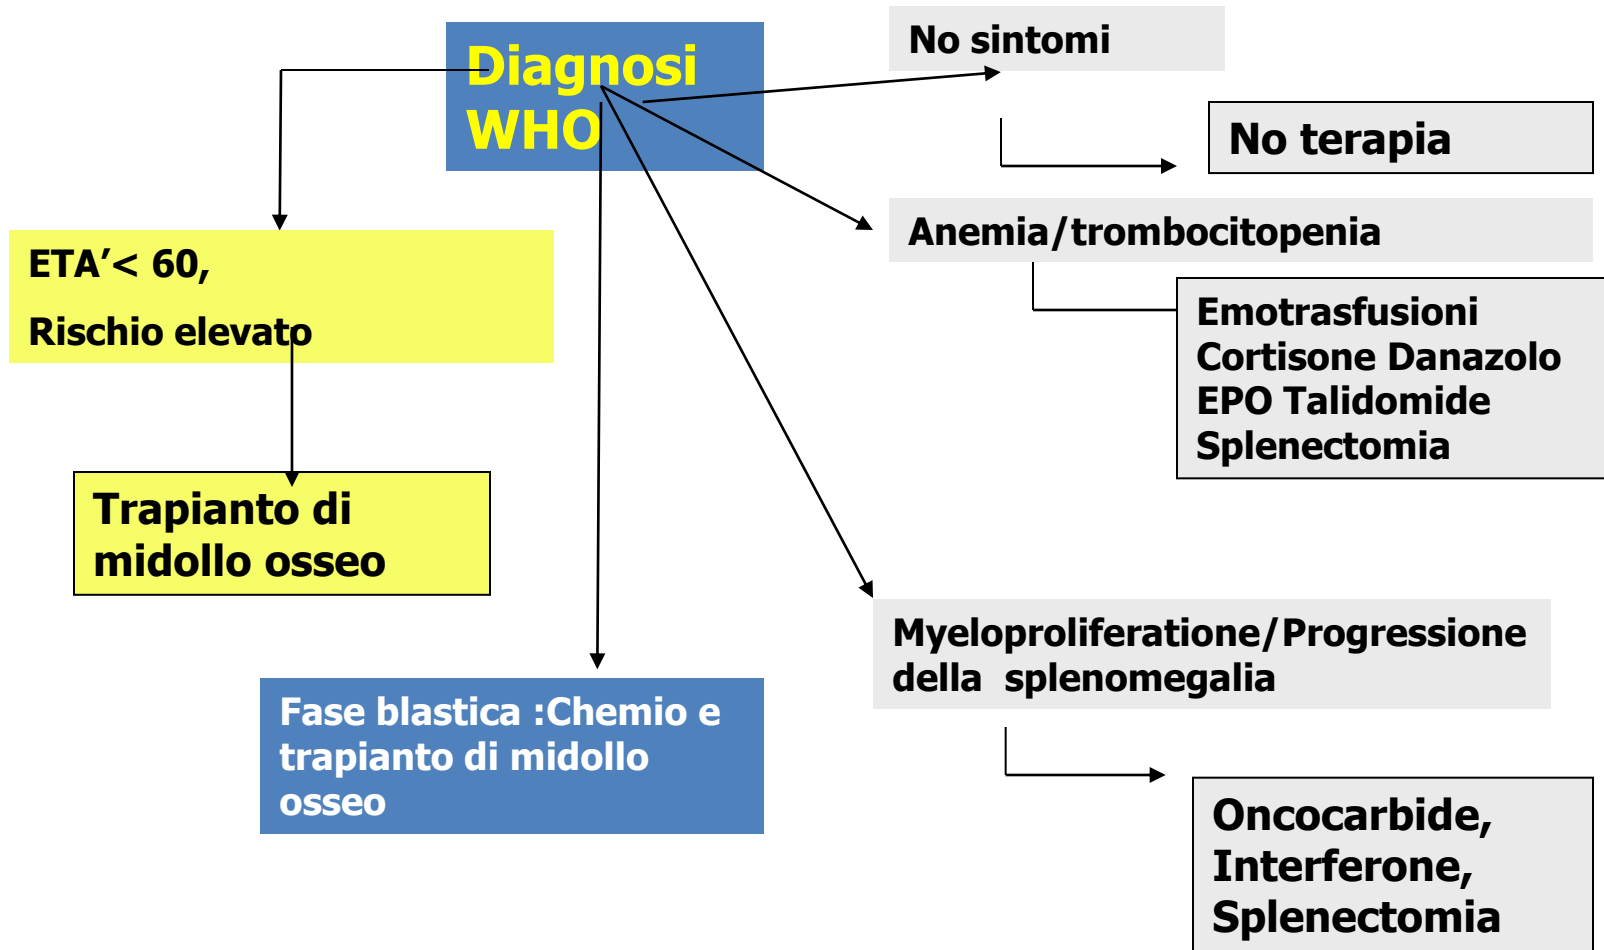 Diagnosi
WHO
No sintomi
No terapia
ETA’< 60,
Rischio elevato
Anemia/trombocitopenia
Emotrasfusioni
Cortisone Danazolo
EPO Talidomide
Splenectomia
Trapianto di
midollo osseo
Myeloproliferatione/Progressione
della splenomegalia
Fase blastica :Chemio e
trapianto di midollo
osseo
Oncocarbide,
Interferone,
Splenectomia